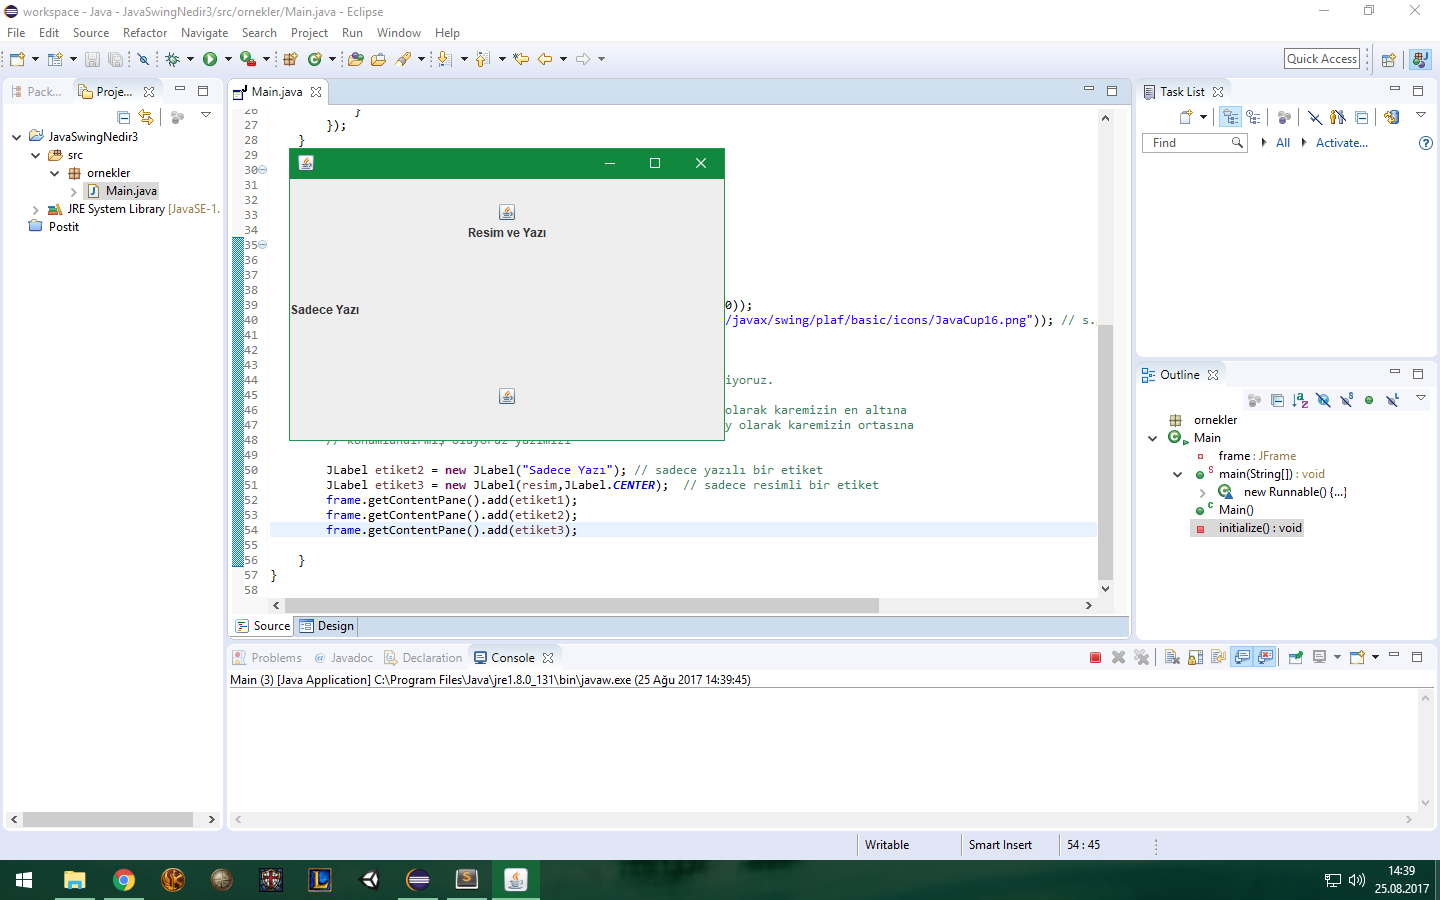 workspace - Java - JavaSwingNedir3/src/ornekler/Main.java - Eclipse
File Edit Source Refactor Navigate Search Project Run Window Help
Quick Access
Pack...
Proje...
JavaSwingNedir3
src
ornekler
Main.java
JRE System Library [JavaSE-1.
Postit
Main.java
26 }
27 });
28 }
29
30
31
32
33
34
35
36
37
38
39 0));
40 /javax/swing/plaf/basic/icons/JavaCup16.png")); // s.
41
42
43
44 iyoruz.
45
46 olarak karemizin en altına
47 y olarak karemizin ortasına
48 // konumlandırmış oluyoruz yazımızı
49
50 JLabel etiket2 = new JLabel("Sadece Yazı"); // sadece yazılı bir etiket
51 JLabel etiket3 = new JLabel(resim,JLabel.CENTER); // sadece resimli bir etiket
52 frame.getContentPane().add(etiket1);
53 frame.getContentPane().add(etiket2);
54 frame.getContentPane().add(etiket3);
55
56 }
57 }
58
Resim ve Yazı
Sadece Yazı
Source Design
Task List
Find All Activate...
Outline
ornekler
Main
frame : JFrame
main(String[]) : void
new Runnable() {...}
Main()
initialize() : void
Problems @ Javadoc Declaration Console
Main (3) [Java Application] C:\Program Files\Java\jre1.8.0_131\bin\javaw.exe (25 Ağu 2017 14:39:45)
Writable Smart Insert 54 : 45
14:39
25.08.2017